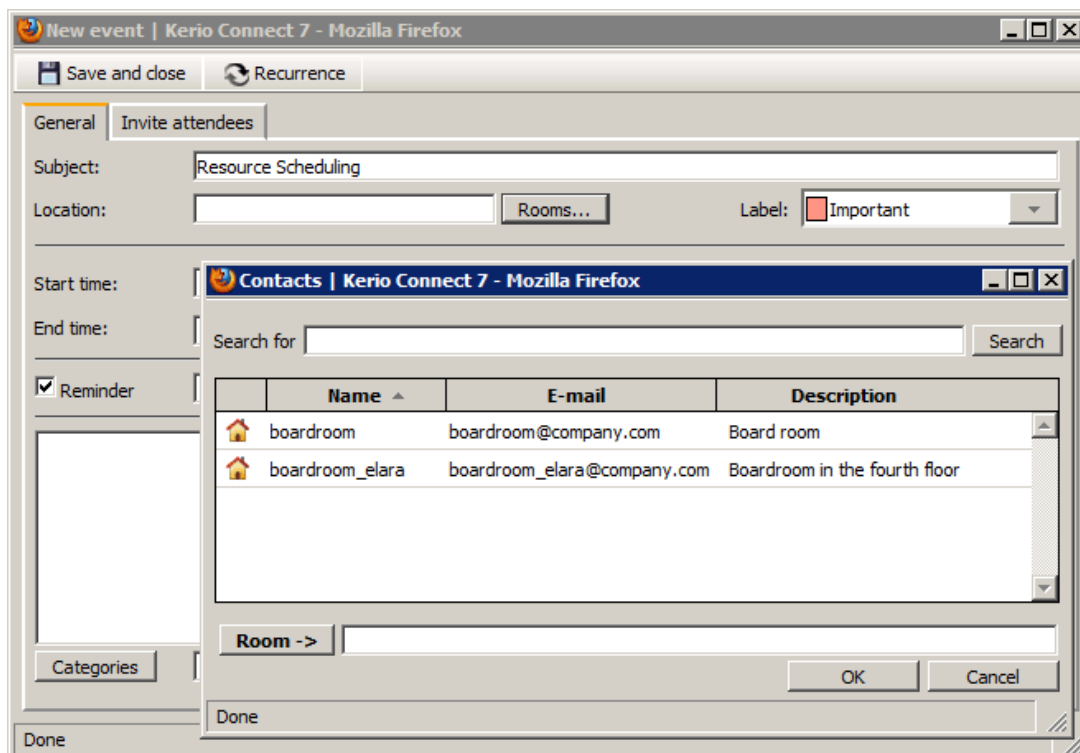 New event | Kerio Connect 7 - Mozilla Firefox
Save and close Recurrence
General Invite attendees
Subject: Resource Scheduling
Location: Rooms... Label: Important
Start time:
End time:
Reminder
Categories
Done
Contacts | Kerio Connect 7 - Mozilla Firefox
Search for Search
Name E-mail Description
boardroom boardroom@company.com Board room
boardroom_elara boardroom_elara@company.com Boardroom in the fourth floor
Room ->
OK Cancel
Done